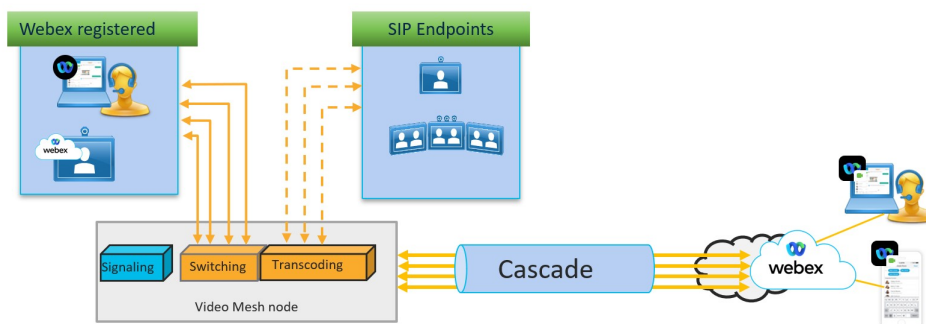 Webex registered
SIP Endpoints
webex
Signaling
Switching
Transcoding
Video Mesh node
Cascade
webex